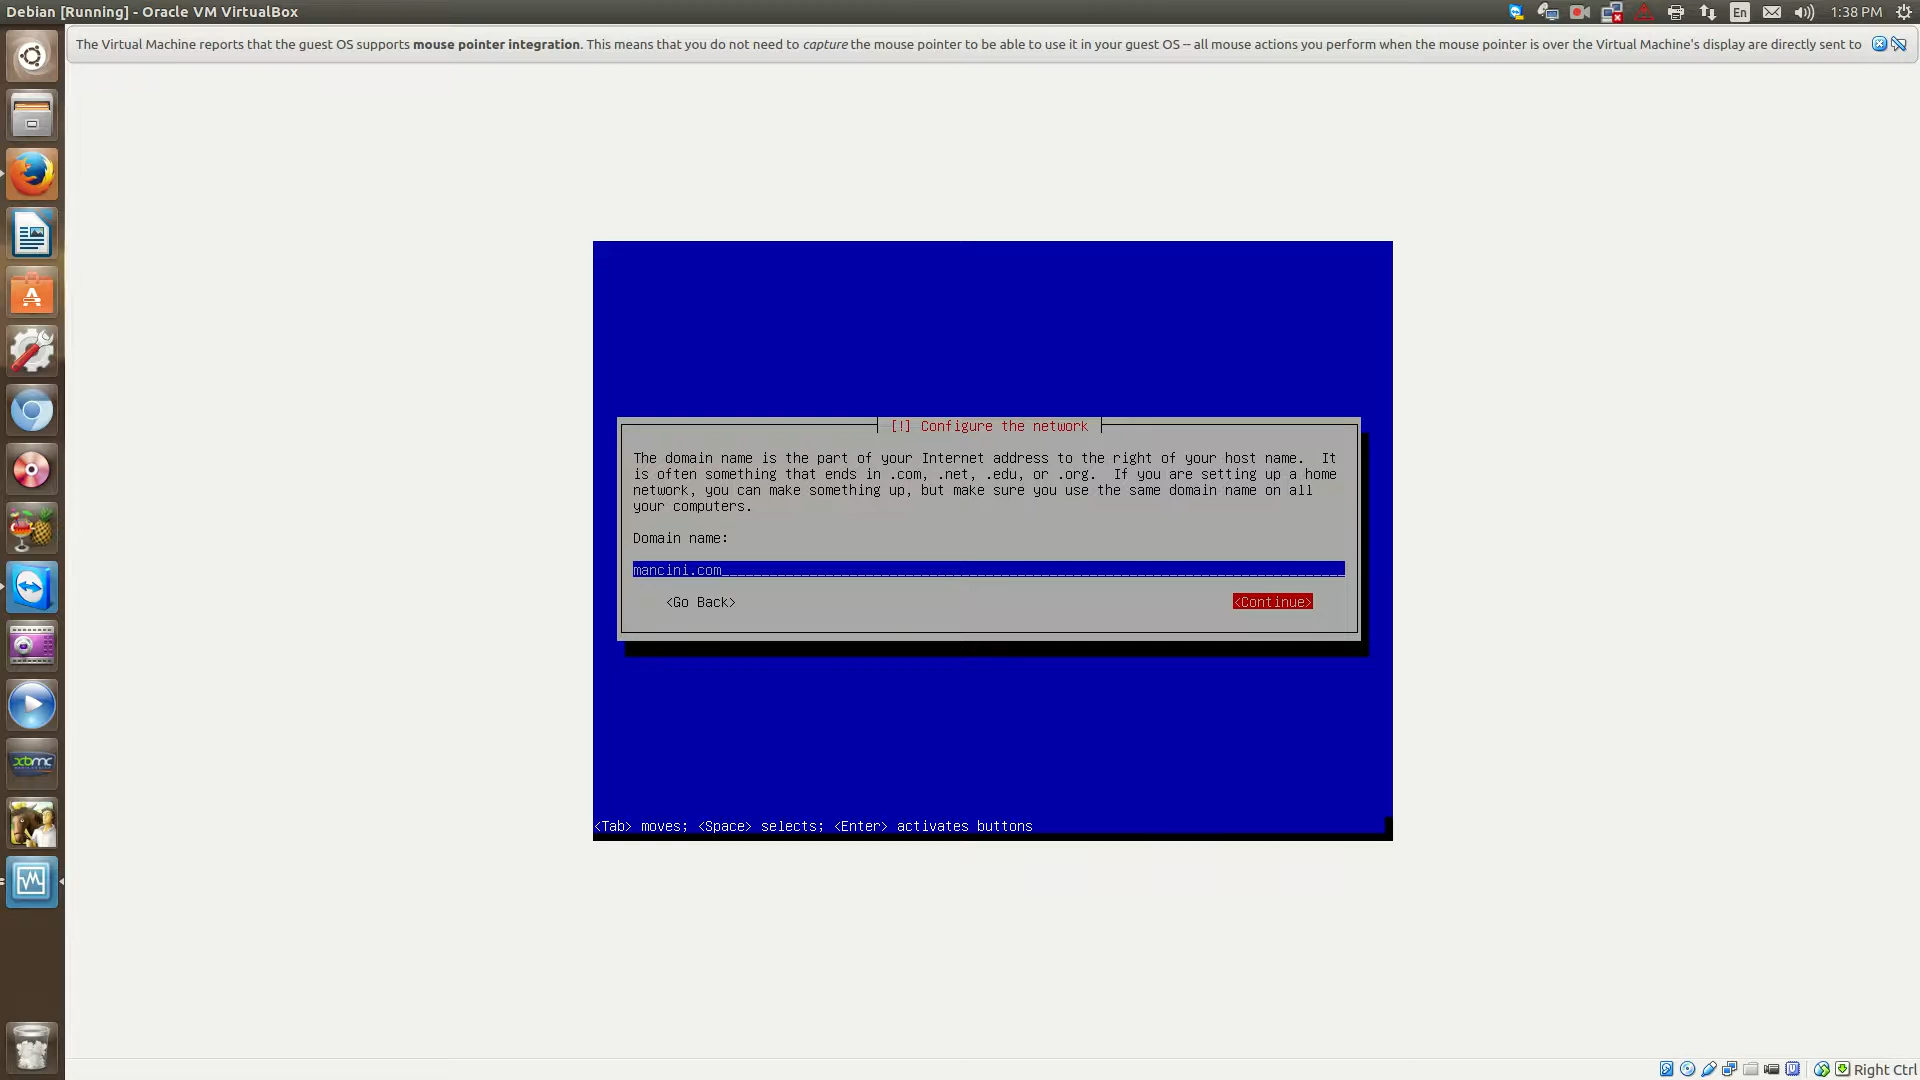 Debian [Running] - Oracle VM VirtualBox
En
1:38 PM
The Virtual Machine reports that the guest OS supports mouse pointer integration. This means that you do not need to capture the mouse pointer to be able to use it in your guest OS -- all mouse actions you perform when the mouse pointer is over the Virtual Machine's display are directly sent to
[!] Configure the network
The domain name is the part of your Internet address to the right of your host name.  It
is often something that ends in .com, .net, .edu, or .org.  If you are setting up a home
network, you can make something up, but make sure you use the same domain name on all
your computers.
Domain name:
mancini.com
<Go Back>
<Continue>
xbmc
<Tab> moves; <Space> selects; <Enter> activates buttons
Right Ctrl